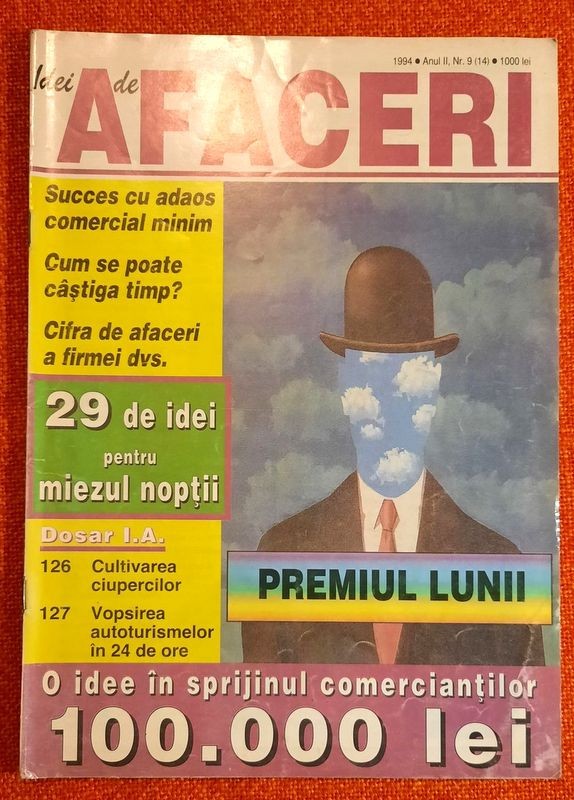 1994 ● Anul II, Nr. 9 (14) ● 1000 lei
Idei de
AFACERI
Succes cu adaos
comercial minim
Cum se poate
câştiga timp?
Cifra de afaceri
a firmei dvs.
29 de idei
pentru
miezul nopţii
Dosar I.A.
126 Cultivarea
ciupercilor
127 Vopsirea
autoturismelor
în 24 de ore
PREMIUL LUNII
O idee în sprijinul comercianţilor
100.000 lei